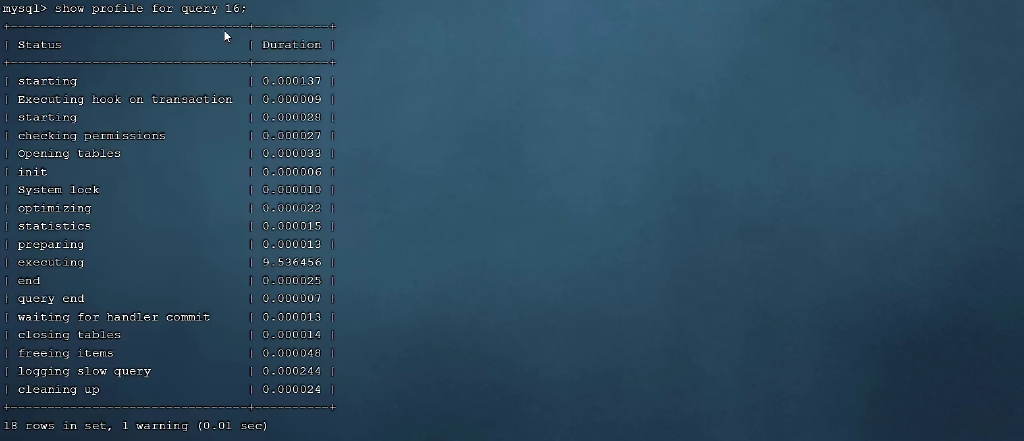 mysql> show profile for query 16;
+--------------------------------+----------+
| Status                         | Duration |
+--------------------------------+----------+
| starting                       | 0.000137 |
| Executing hook on transaction  | 0.000009 |
| starting                       | 0.000028 |
| checking permissions           | 0.000027 |
| Opening tables                 | 0.000033 |
| init                           | 0.000006 |
| System lock                    | 0.000010 |
| optimizing                     | 0.000022 |
| statistics                     | 0.000015 |
| preparing                      | 0.000013 |
| executing                      | 9.536456 |
| end                            | 0.000025 |
| query end                      | 0.000007 |
| waiting for handler commit     | 0.000013 |
| closing tables                 | 0.000014 |
| freeing items                  | 0.000048 |
| logging slow query             | 0.000244 |
| cleaning up                    | 0.000024 |
+--------------------------------+----------+
18 rows in set, 1 warning (0.01 sec)